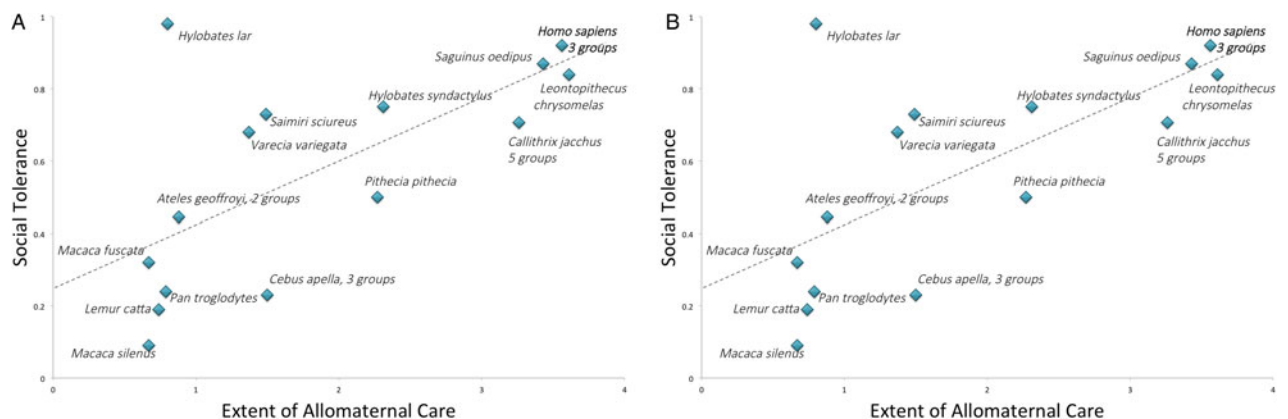 A
1
0.8
0.6
0.4
0.2
0
Social Tolerance
Hylobates lar
Homo sapiens
3 groups
Saguinus oedipus
Leontopithecus
chrysomelas
Hylobates syndactylus
Saimiri sciureus
Callithrix jacchus
5 groups
Varecia variegata
Pithecia pithecia
Ateles geoffroyi, 2 groups
Macaca fuscata
Cebus apella, 3 groups
Pan troglodytes
Lemur catta
Macaca silenus
0 1 2 3 4
Extent of Allomaternal Care
B
1
0.8
0.6
0.4
0.2
0
Social Tolerance
Hylobates lar
Homo sapiens
3 groups
Saguinus oedipus
Leontopithecus
chrysomelas
Hylobates syndactylus
Saimiri sciureus
Callithrix jacchus
5 groups
Varecia variegata
Pithecia pithecia
Ateles geoffroyi, 2 groups
Macaca fuscata
Cebus apella, 3 groups
Pan troglodytes
Lemur catta
Macaca silenus
0 1 2 3 4
Extent of Allomaternal Care